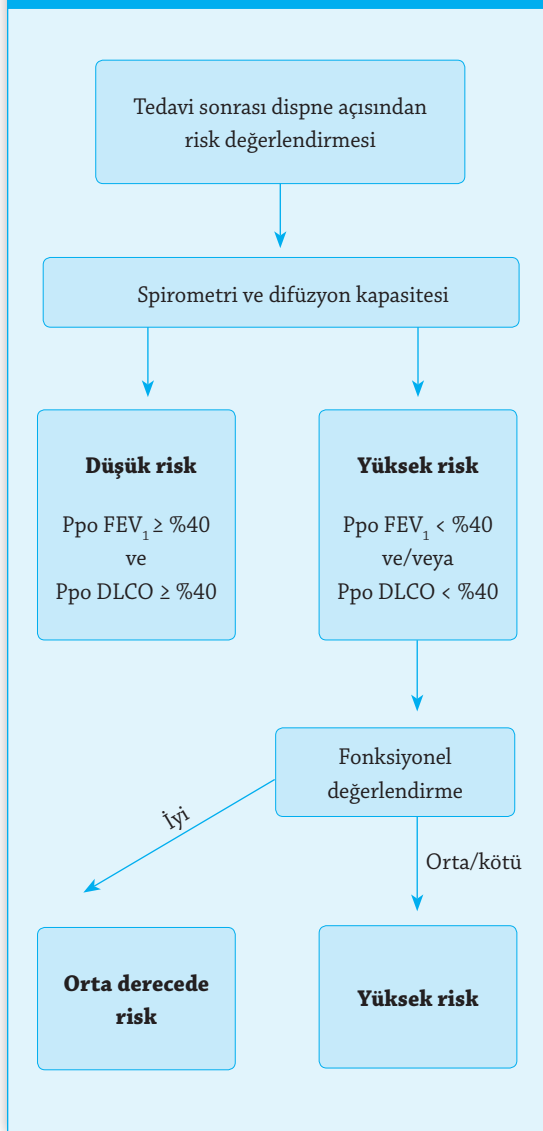 Tedavi sonrası dispne açısından
risk değerlendirmesi
Spirometri ve difüzyon kapasitesi
Düşük risk
Ppo FEV₁ ≥ %40
ve
Ppo DLCO ≥ %40
Yüksek risk
Ppo FEV₁ < %40
ve/veya
Ppo DLCO < %40
Fonksiyonel
değerlendirme
İyi
Orta/kötü
Orta derecede
risk
Yüksek risk